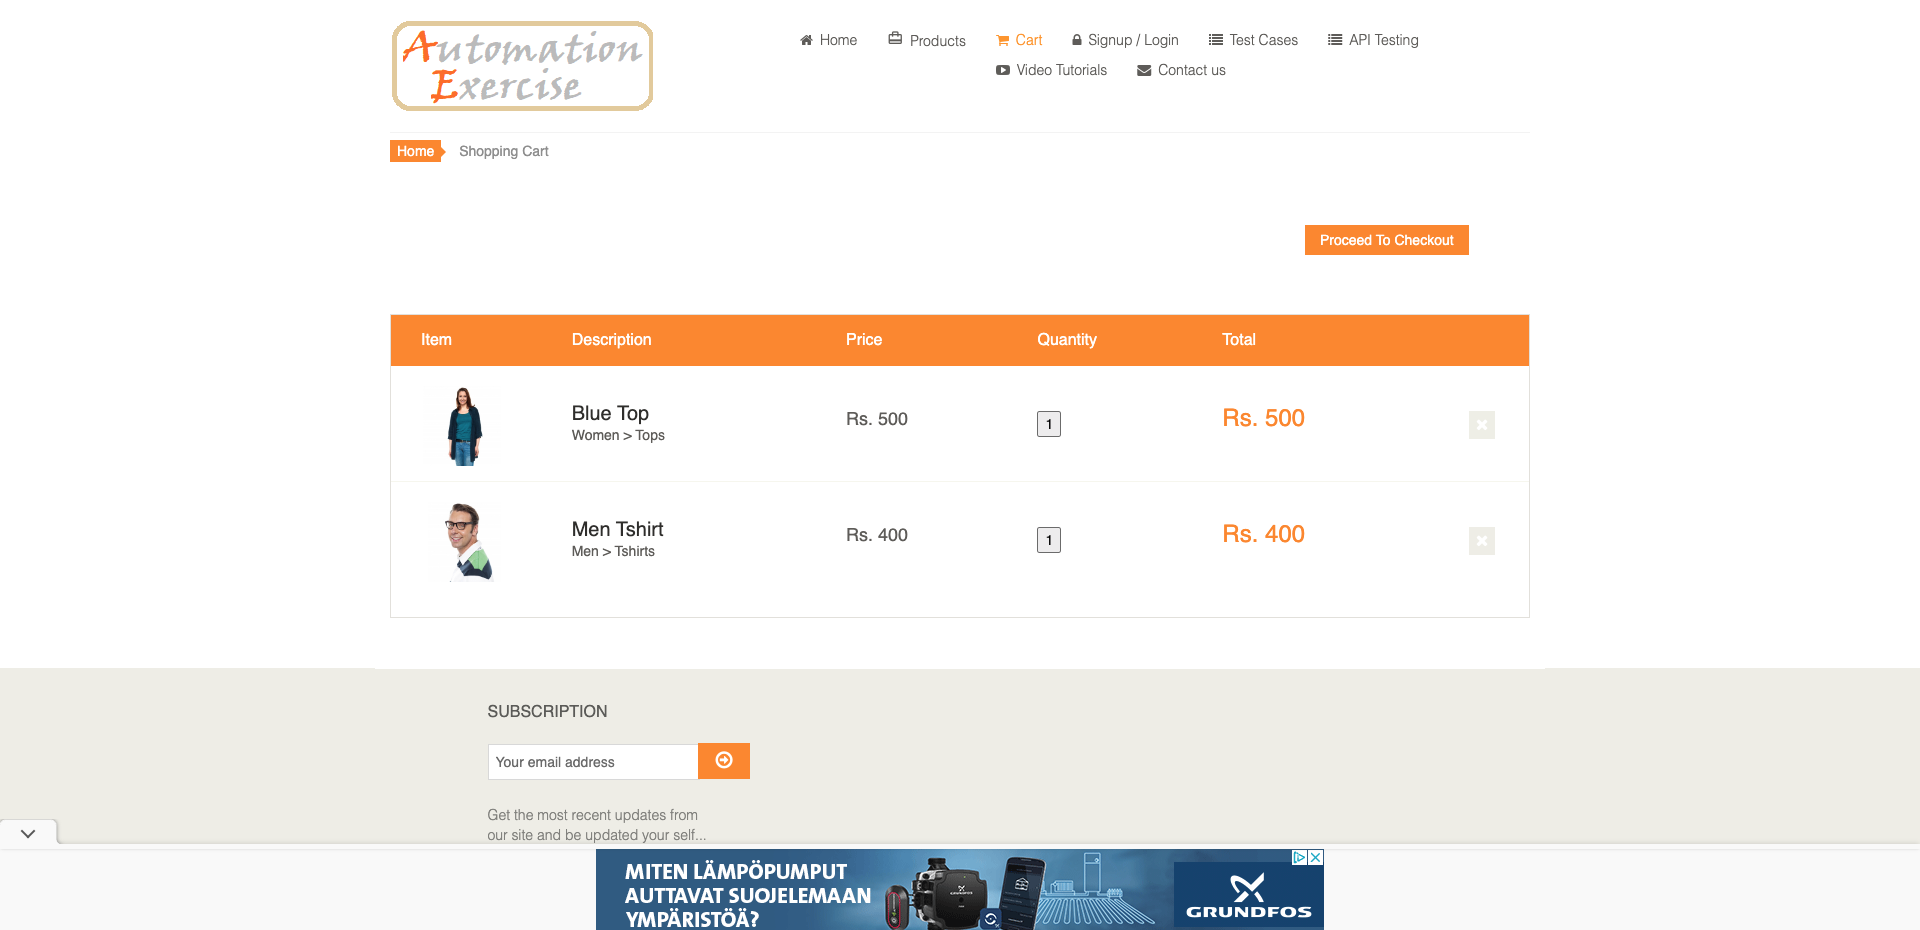 Automation
Exercise
Home
Products
Cart
Signup / Login
Test Cases
API Testing
Video Tutorials
Contact us
Home
Shopping Cart
Proceed To Checkout
Item Description Price Quantity Total
Blue Top
Women > Tops
Rs. 500
1
Rs. 500
Men Tshirt
Men > Tshirts
Rs. 400
1
Rs. 400
SUBSCRIPTION
Your email address
Get the most recent updates from
our site and be updated your self...
MITEN LÄMPÖPUMPUT
AUTTAVAT SUOJELEMAAN
YMPÄRISTÖÄ?
GRUNDFOS